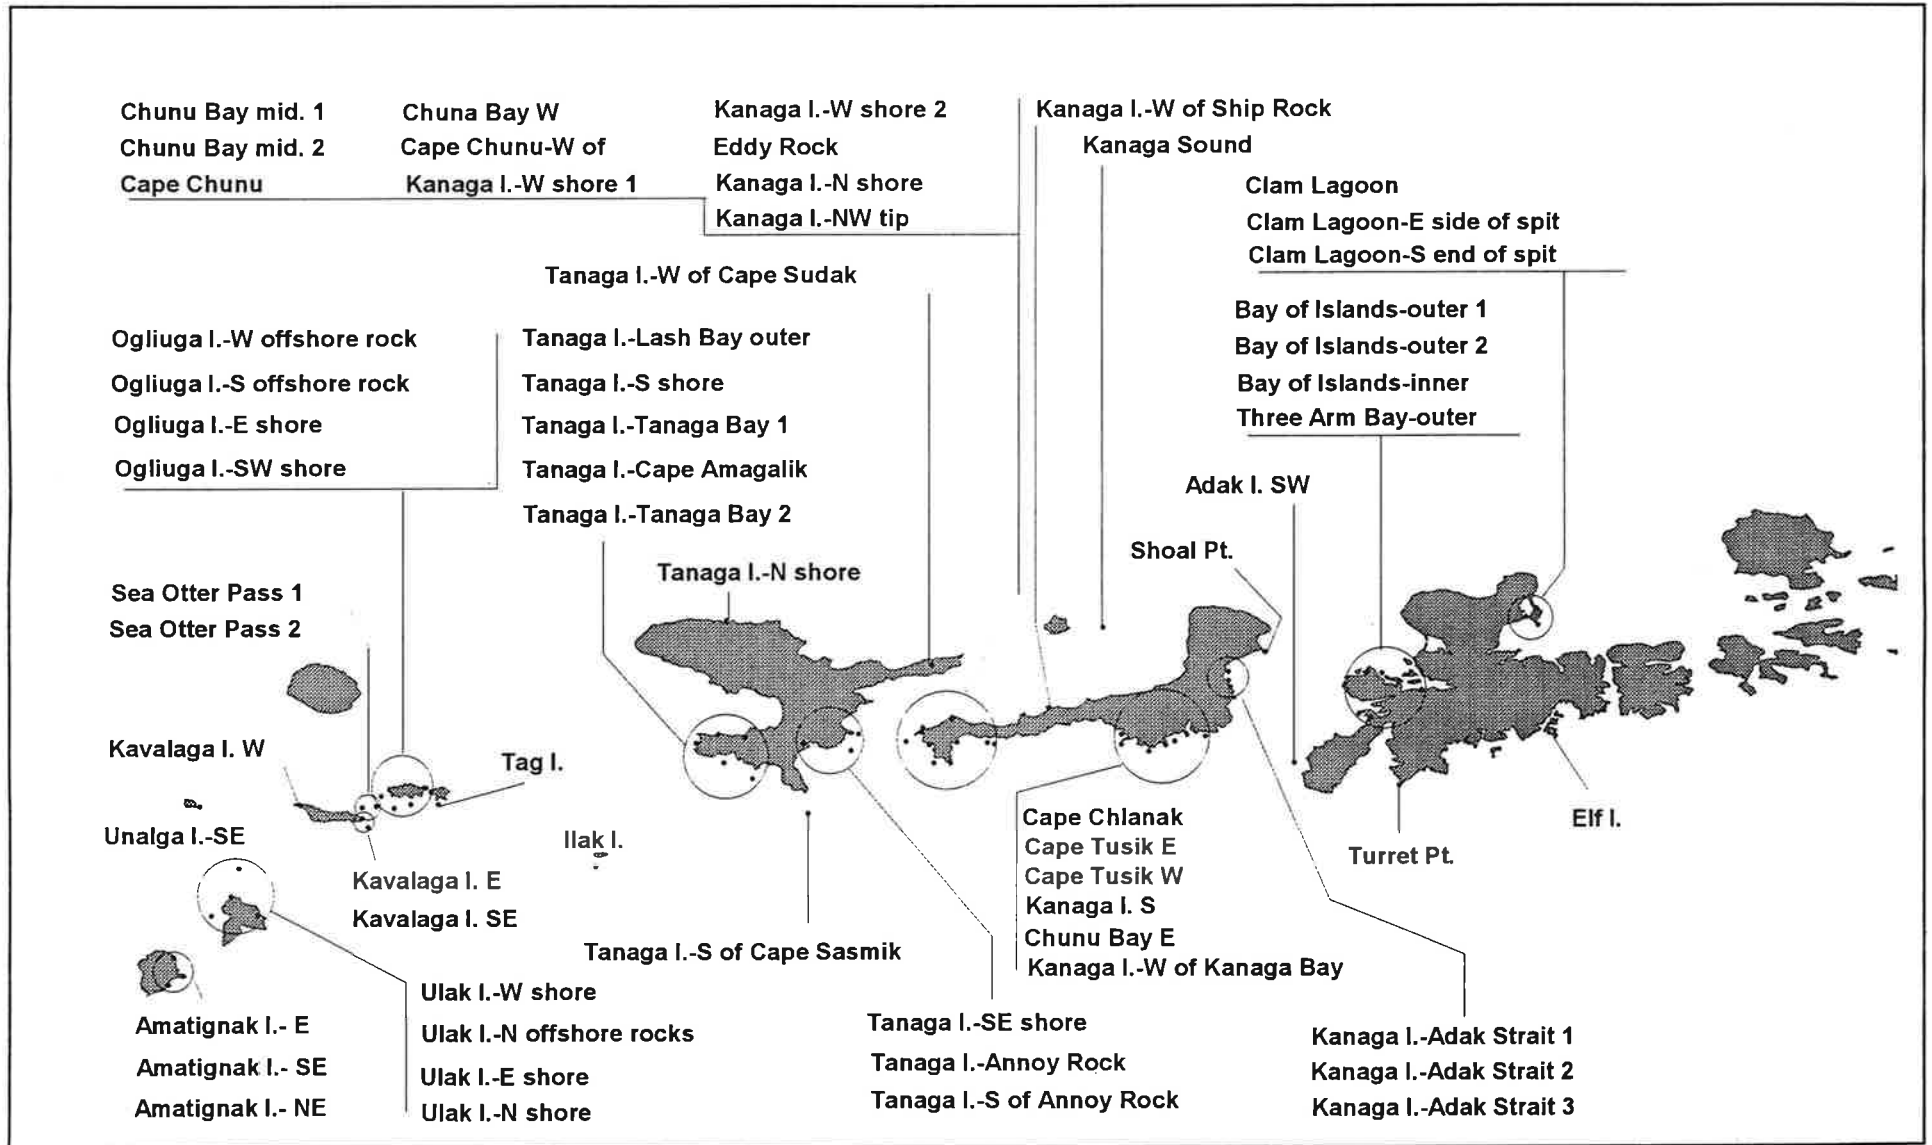 Chunu Bay mid. 1
Chunu Bay mid. 2
Cape Chunu
Chuna Bay W
Cape Chunu-W of
Kanaga I.-W shore 1
Kanaga I.-W shore 2
Eddy Rock
Kanaga I.-N shore
Kanaga I.-NW tip
Kanaga I.-W of Ship Rock
Kanaga Sound
Clam Lagoon
Clam Lagoon-E side of spit
Clam Lagoon-S end of spit
Tanaga I.-W of Cape Sudak
Ogliuga I.-W offshore rock
Ogliuga I.-S offshore rock
Ogliuga I.-E shore
Ogliuga I.-SW shore
Tanaga I.-Lash Bay outer
Tanaga I.-S shore
Tanaga I.-Tanaga Bay 1
Tanaga I.-Cape Amagalik
Tanaga I.-Tanaga Bay 2
Bay of Islands-outer 1
Bay of Islands-outer 2
Bay of Islands-inner
Three Arm Bay-outer
Adak I. SW
Shoal Pt.
Tanaga I.-N shore
Sea Otter Pass 1
Sea Otter Pass 2
Kavalaga I. W
Tag I.
Unalga I.-SE
Ilak I.
Kavalaga I. E
Kavalaga I. SE
Cape Chlanak
Cape Tusik E
Cape Tusik W
Kanaga I. S
Chunu Bay E
Kanaga I.-W of Kanaga Bay
Turret Pt.
Elf I.
Tanaga I.-S of Cape Sasmik
Amatignak I.- E
Amatignak I.- SE
Amatignak I.- NE
Ulak I.-W shore
Ulak I.-N offshore rocks
Ulak I.-E shore
Ulak I.-N shore
Tanaga I.-SE shore
Tanaga I.-Annoy Rock
Tanaga I.-S of Annoy Rock
Kanaga I.-Adak Strait 1
Kanaga I.-Adak Strait 2
Kanaga I.-Adak Strait 3